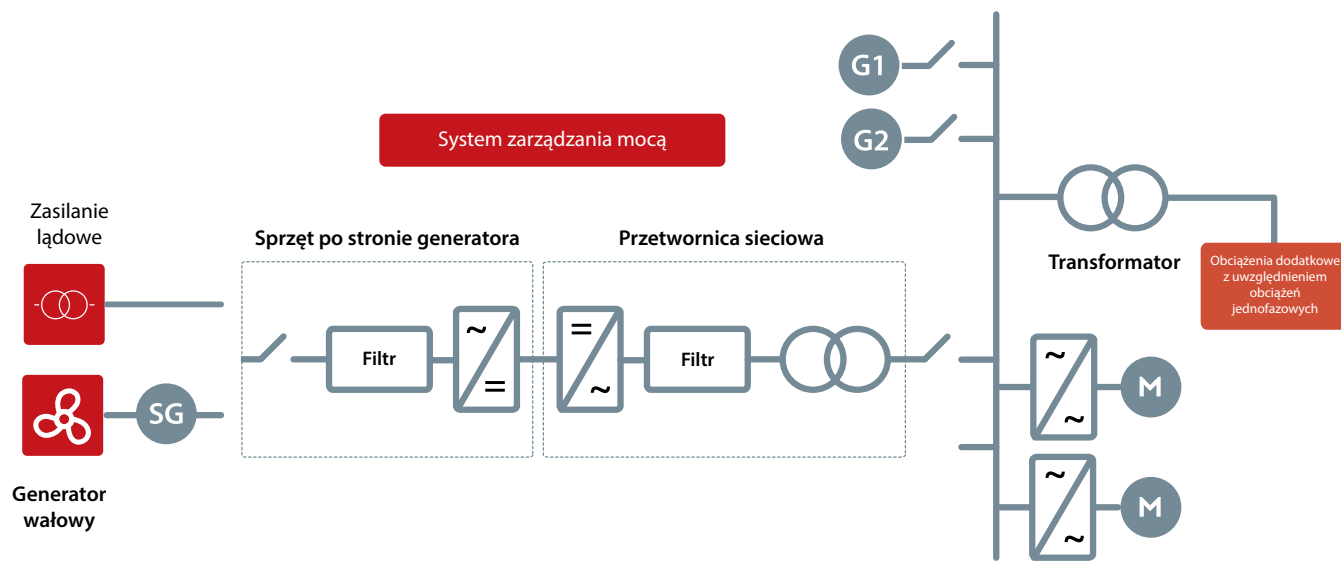 G1
G2
System zarządzania mocą
Zasilanie
lądowe
Sprzęt po stronie generatora
Przetwornica sieciowa
Transformator
Obciążenia dodatkowe
z uwzględnieniem
obciążeń
jednofazowych
~
=
=
~
Filtr
Filtr
~
~
M
SG
Generator
wałowy
~
~
M